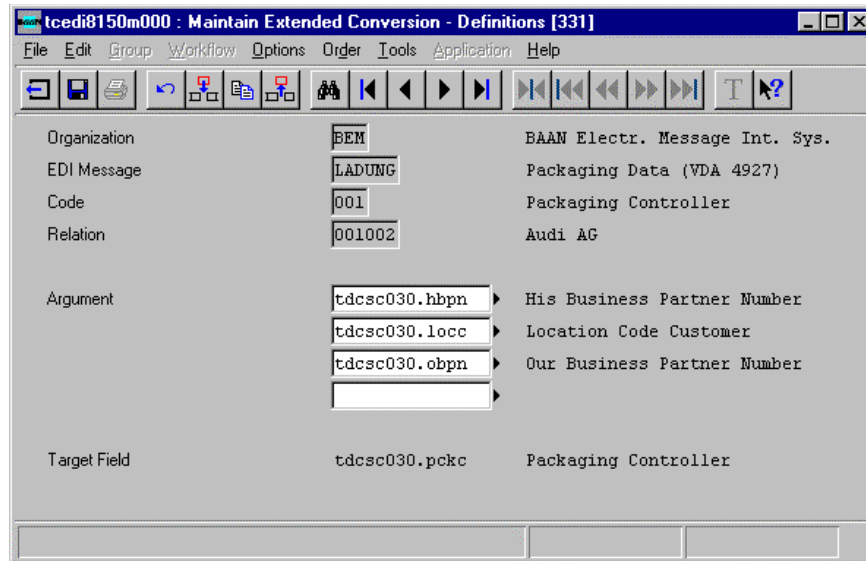 BaaN tcedi8150m000 : Maintain Extended Conversion - Definitions [331]
File Edit Group Workflow Options Order Tools Application Help
T ?
Organization BEM BAAN Electr. Message Int. Sys.
EDI Message LADUNG Packaging Data (VDA 4927)
Code 001 Packaging Controller
Relation 001002 Audi AG
Argument tdcsc030.hbpn His Business Partner Number
tdcsc030.locc Location Code Customer
tdcsc030.obpn Our Business Partner Number
Target Field tdcsc030.pckc Packaging Controller